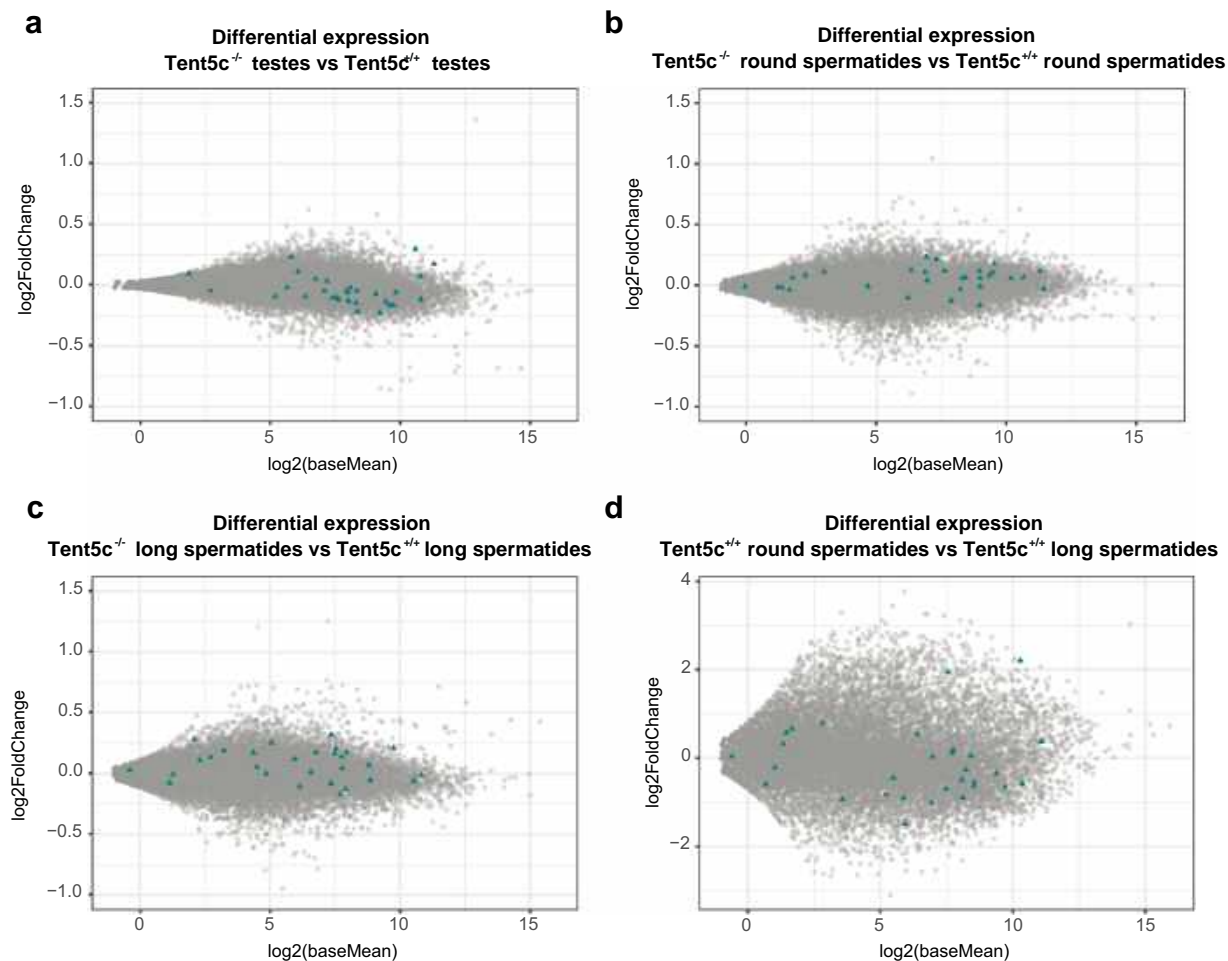 a
Differential expression
Tent5c-/- testes vs Tent5c+/+ testes
1.5
1.0
0.5
0.0
−0.5
−1.0
log2FoldChange
0 5 10 15
log2(baseMean)
b
Differential expression
Tent5c-/- round spermatides vs Tent5c+/+ round spermatides
1.5
1.0
0.5
0.0
−0.5
−1.0
log2FoldChange
0 5 10 15
log2(baseMean)
c
Differential expression
Tent5c-/- long spermatides vs Tent5c+/+ long spermatides
1.5
1.0
0.5
0.0
−0.5
−1.0
log2FoldChange
0 5 10 15
log2(baseMean)
d
Differential expression
Tent5c+/+ round spermatides vs Tent5c+/+ long spermatides
4
2
0
−2
log2FoldChange
0 5 10 15
log2(baseMean)